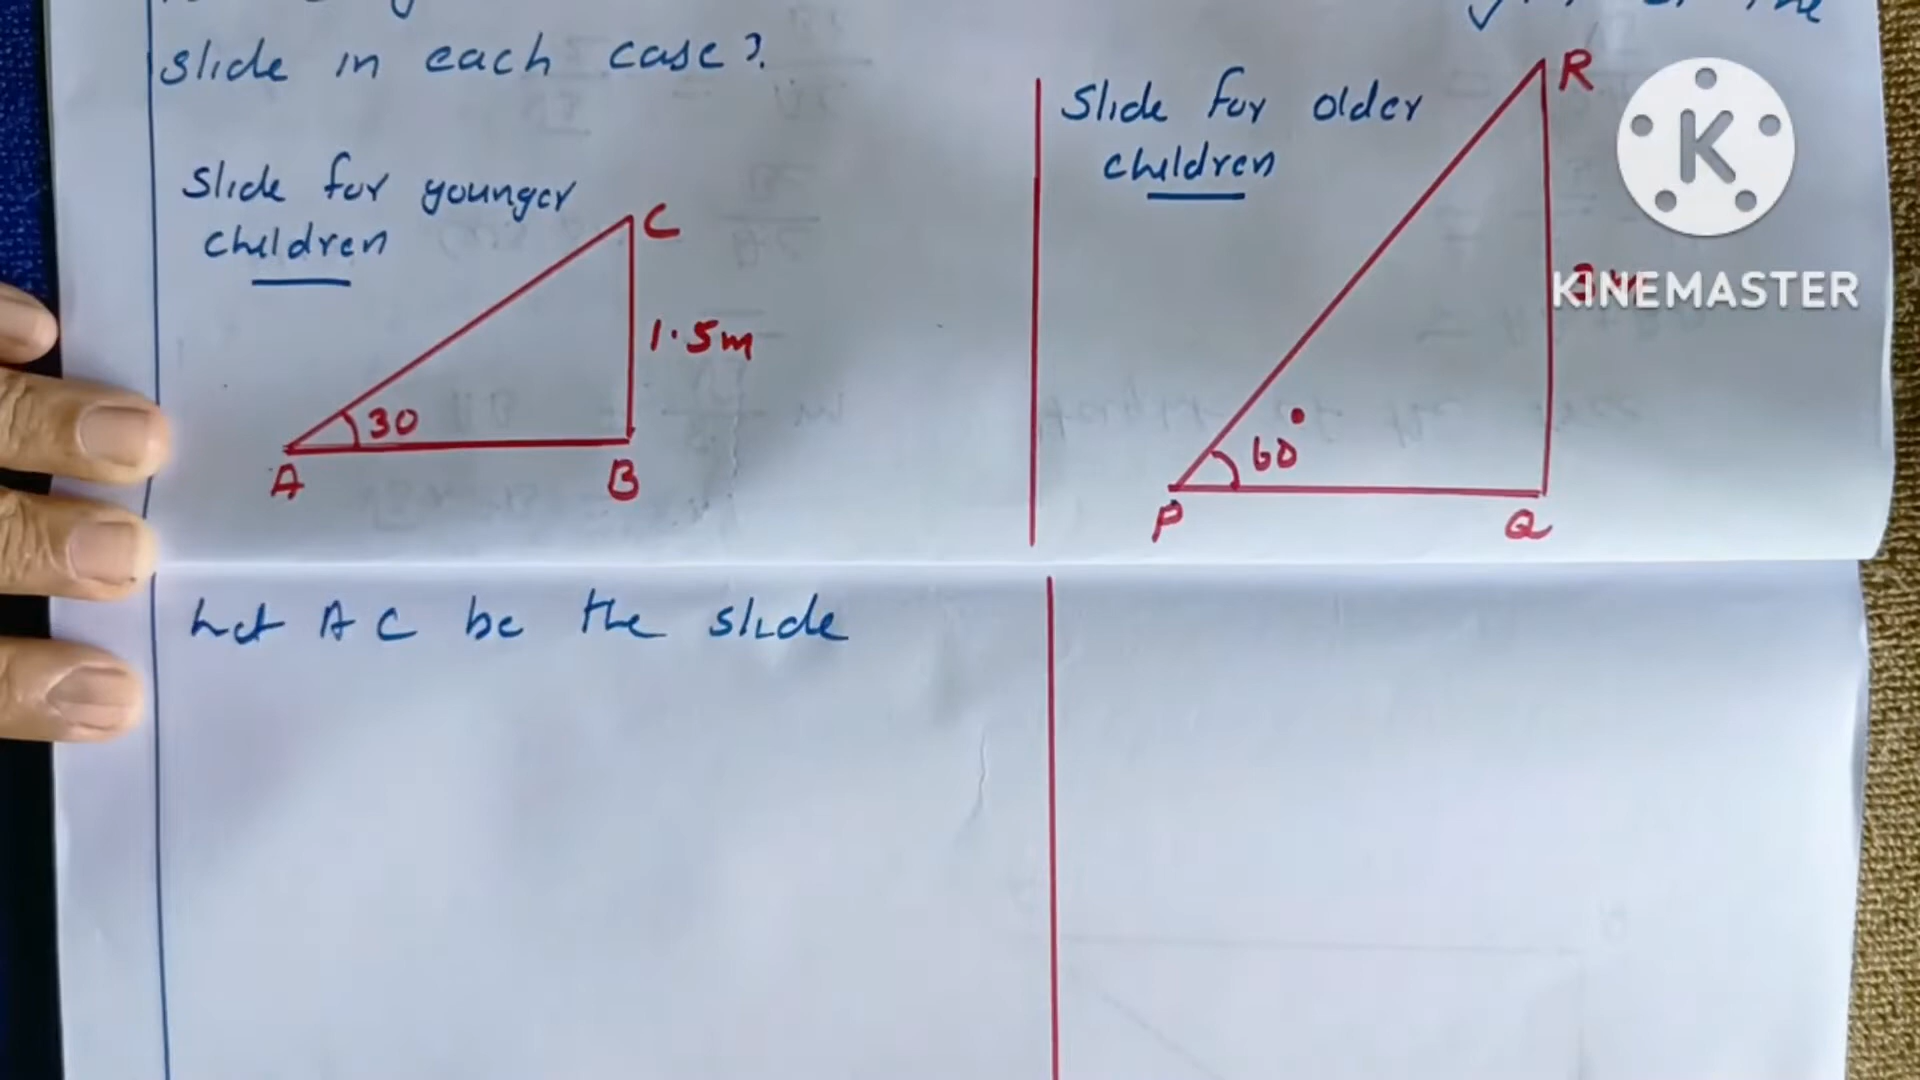 the
slide in each case?
Slide for younger
children
C
1.5m
30
A
B
Slide for older
children
R
K
KINEMASTER
60°
P
Q
Let AC be the slide